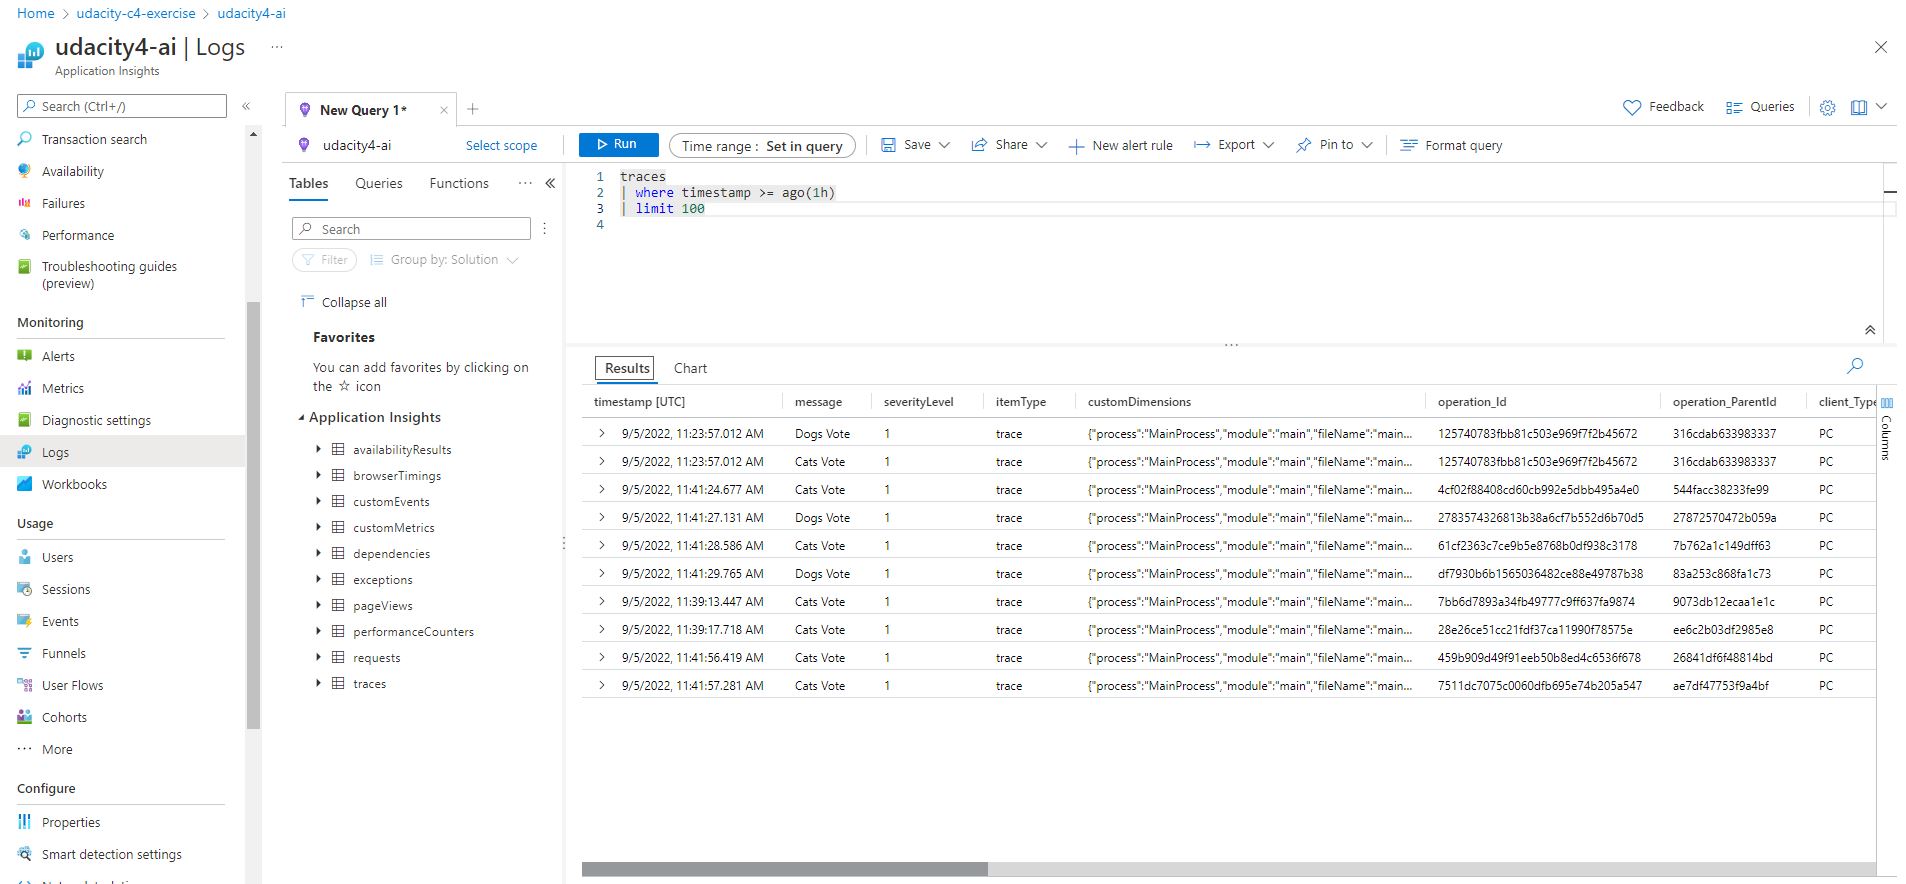 Home > udacity-c4-exercise > udacity4-ai
udacity4-ai | Logs ...
Application Insights
Search (Ctrl+/)
Transaction search
Availability
Failures
Performance
Troubleshooting guides
(preview)
Monitoring
Alerts
Metrics
Diagnostic settings
Logs
Workbooks
Usage
Users
Sessions
Events
Funnels
User Flows
Cohorts
More
Configure
Properties
Smart detection settings
New Query 1*
Feedback Queries
udacity4-ai Select scope
Run Time range : Set in query Save Share New alert rule Export Pin to Format query
Tables Queries Functions ...
Search
Filter Group by: Solution
Collapse all
Favorites
You can add favorites by clicking on
the ☆ icon
Application Insights
availabilityResults
browserTimings
customEvents
customMetrics
dependencies
exceptions
pageViews
performanceCounters
requests
traces
1 traces
2 | where timestamp >= ago(1h)
3 | limit 100
4
Results Chart
timestamp [UTC] message severityLevel itemType customDimensions operation_Id operation_ParentId client_Type
9/5/2022, 11:23:57.012 AM Dogs Vote 1 trace {"process":"MainProcess","module":"main","fileName":"main... 125740783fbb81c503e969f7f2b45672 316cdab633983337 PC
9/5/2022, 11:23:57.012 AM Cats Vote 1 trace {"process":"MainProcess","module":"main","fileName":"main... 125740783fbb81c503e969f7f2b45672 316cdab633983337 PC
9/5/2022, 11:41:24.677 AM Cats Vote 1 trace {"process":"MainProcess","module":"main","fileName":"main... 4cf02f88408cd60cb992e5dbb495a4e0 544facc38233fe99 PC
9/5/2022, 11:41:27.131 AM Dogs Vote 1 trace {"process":"MainProcess","module":"main","fileName":"main... 2783574326813b38a6cf7b552d6b70d5 27872570472b059a PC
9/5/2022, 11:41:28.586 AM Cats Vote 1 trace {"process":"MainProcess","module":"main","fileName":"main... 61cf2363c7ce9b5e8768b0df938c3178 7b762a1c149dff63 PC
9/5/2022, 11:41:29.765 AM Dogs Vote 1 trace {"process":"MainProcess","module":"main","fileName":"main... df7930b6b1565036482ce88e49787b38 83a253c868fa1c73 PC
9/5/2022, 11:39:13.447 AM Cats Vote 1 trace {"process":"MainProcess","module":"main","fileName":"main... 7bb6d7893a34fb49777c9ff637fa9874 9073db12ecaa1e1c PC
9/5/2022, 11:39:17.718 AM Cats Vote 1 trace {"process":"MainProcess","module":"main","fileName":"main... 28e26ce51cc21fdf37ca11990f78575e ee6c2b03df2985e8 PC
9/5/2022, 11:41:56.419 AM Cats Vote 1 trace {"process":"MainProcess","module":"main","fileName":"main... 459b909d49f91eeb50b8ed4c6536f678 26841df6f48814bd PC
9/5/2022, 11:41:57.281 AM Cats Vote 1 trace {"process":"MainProcess","module":"main","fileName":"main... 7511dc7075c0060dfb695e74b205a547 ae7df47753f9a4bf PC
Columns